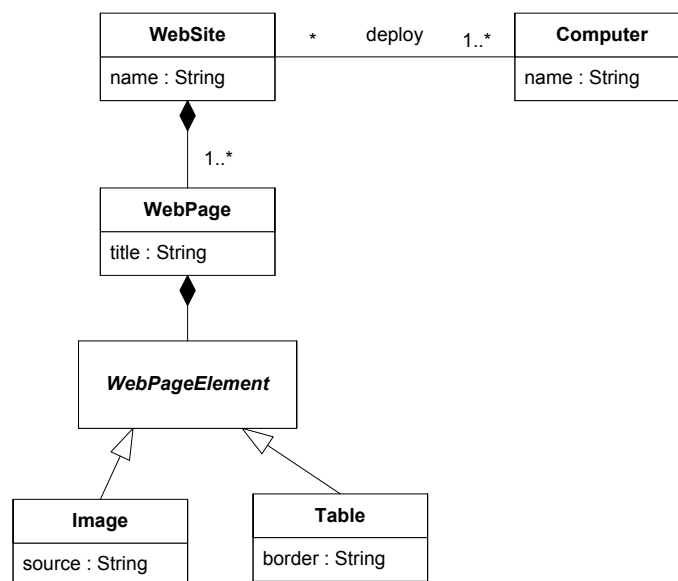 WebSite
* deploy 1..*
Computer
name : String
name : String
1..*
WebPage
title : String
WebPageElement
Image
Table
source : String
border : String